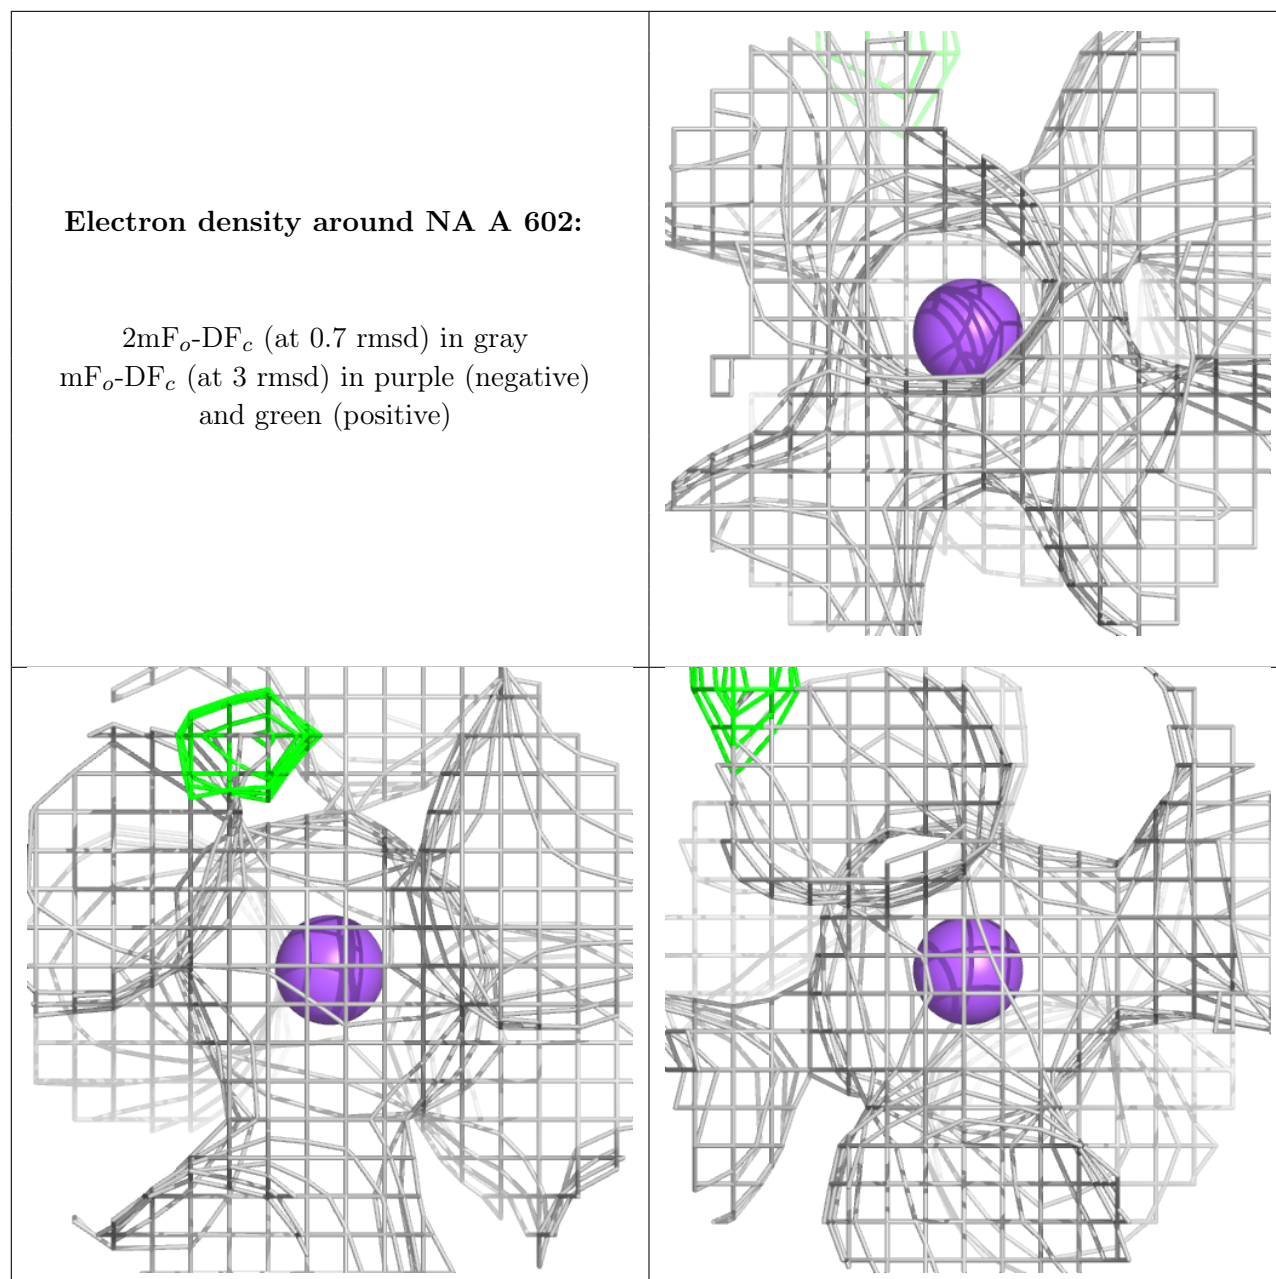 Electron density around NA A 602:
2mFo-DFc (at 0.7 rmsd) in gray
mFo-DFc (at 3 rmsd) in purple (negative)
and green (positive)